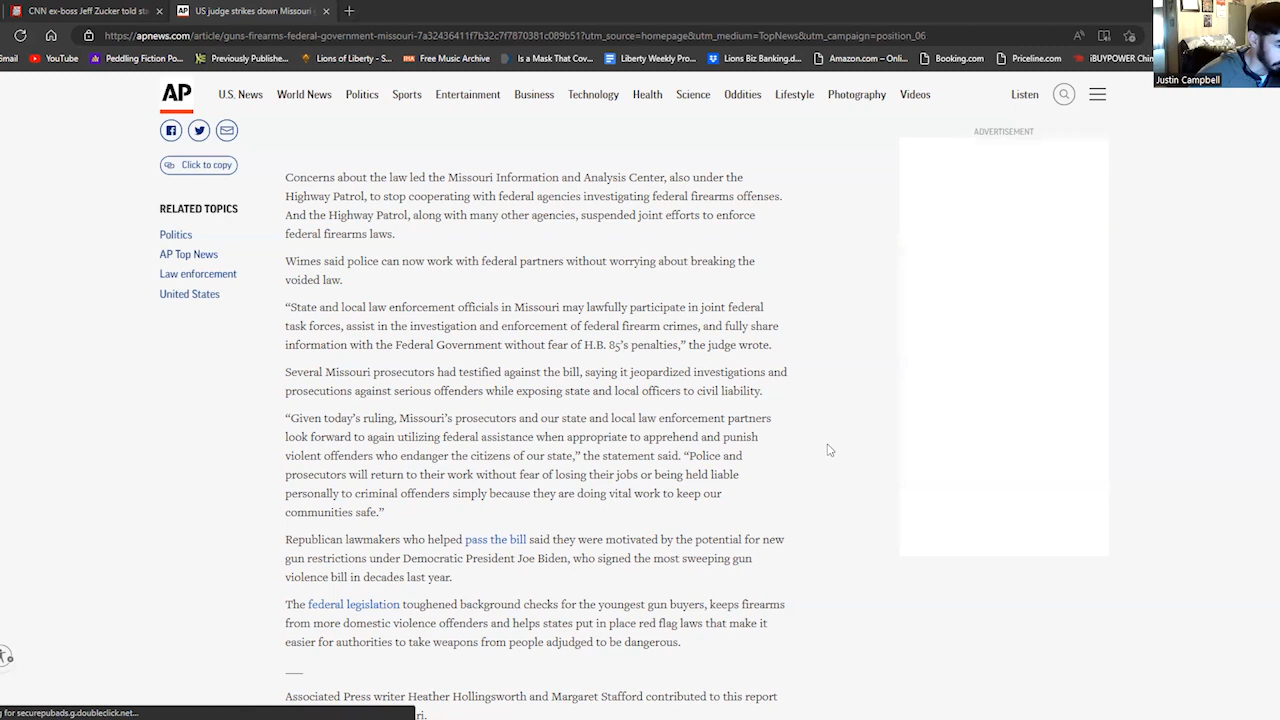 CNN ex-boss Jeff Zucker told sta
US judge strikes down Missouri g
https://apnews.com/article/guns-firearms-federal-government-missouri-7a32436411f7b32c7f7870381c089b51?utm_source=homepage&utm_medium=TopNews&utm_campaign=position_06
Gmail
YouTube
Peddling Fiction Po...
Previously Publishe...
Lions of Liberty - S...
Free Music Archive
Is a Mask That Cov...
Liberty Weekly Pro...
Lions Biz Banking.d...
Amazon.com – Onli...
Booking.com
Priceline.com
iBUYPOWER Chin
Justin Campbell
AP
U.S. News
World News
Politics
Sports
Entertainment
Business
Technology
Health
Science
Oddities
Lifestyle
Photography
Videos
Listen
ADVERTISEMENT
Click to copy
RELATED TOPICS
Politics
AP Top News
Law enforcement
United States
Concerns about the law led the Missouri Information and Analysis Center, also under the
Highway Patrol, to stop cooperating with federal agencies investigating federal firearms offenses.
And the Highway Patrol, along with many other agencies, suspended joint efforts to enforce
federal firearms laws.
Wimes said police can now work with federal partners without worrying about breaking the
voided law.
“State and local law enforcement officials in Missouri may lawfully participate in joint federal
task forces, assist in the investigation and enforcement of federal firearm crimes, and fully share
information with the Federal Government without fear of H.B. 85’s penalties,” the judge wrote.
Several Missouri prosecutors had testified against the bill, saying it jeopardized investigations and
prosecutions against serious offenders while exposing state and local officers to civil liability.
“Given today’s ruling, Missouri’s prosecutors and our state and local law enforcement partners
look forward to again utilizing federal assistance when appropriate to apprehend and punish
violent offenders who endanger the citizens of our state,” the statement said. “Police and
prosecutors will return to their work without fear of losing their jobs or being held liable
personally to criminal offenders simply because they are doing vital work to keep our
communities safe.”
Republican lawmakers who helped pass the bill said they were motivated by the potential for new
gun restrictions under Democratic President Joe Biden, who signed the most sweeping gun
violence bill in decades last year.
The federal legislation toughened background checks for the youngest gun buyers, keeps firearms
from more domestic violence offenders and helps states put in place red flag laws that make it
easier for authorities to take weapons from people adjudged to be dangerous.
Associated Press writer Heather Hollingsworth and Margaret Stafford contributed to this report
ri.
g for securepubads.g.doubleclick.net...